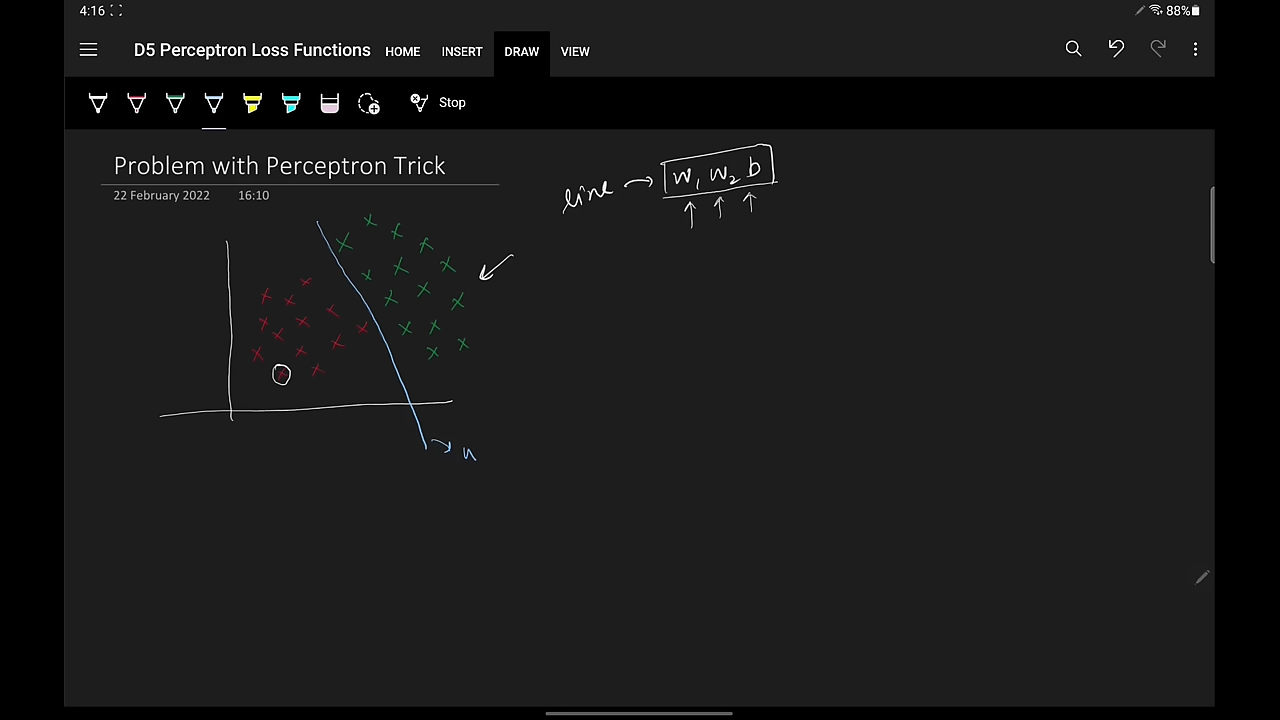 4:16 88%
D5 Perceptron Loss Functions HOME INSERT DRAW VIEW
Stop
Problem with Perceptron Trick
22 February 2022 16:10
line → w₁ w₂ b